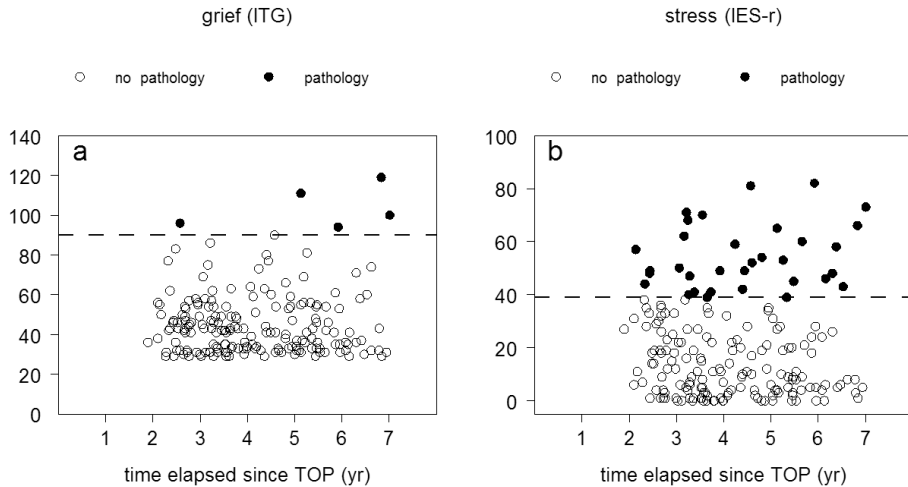 grief (ITG)
no pathology pathology
a
140
120
100
80
60
40
20
0
1 2 3 4 5 6 7
time elapsed since TOP (yr)
stress (IES-r)
no pathology pathology
b
100
80
60
40
20
0
1 2 3 4 5 6 7
time elapsed since TOP (yr)